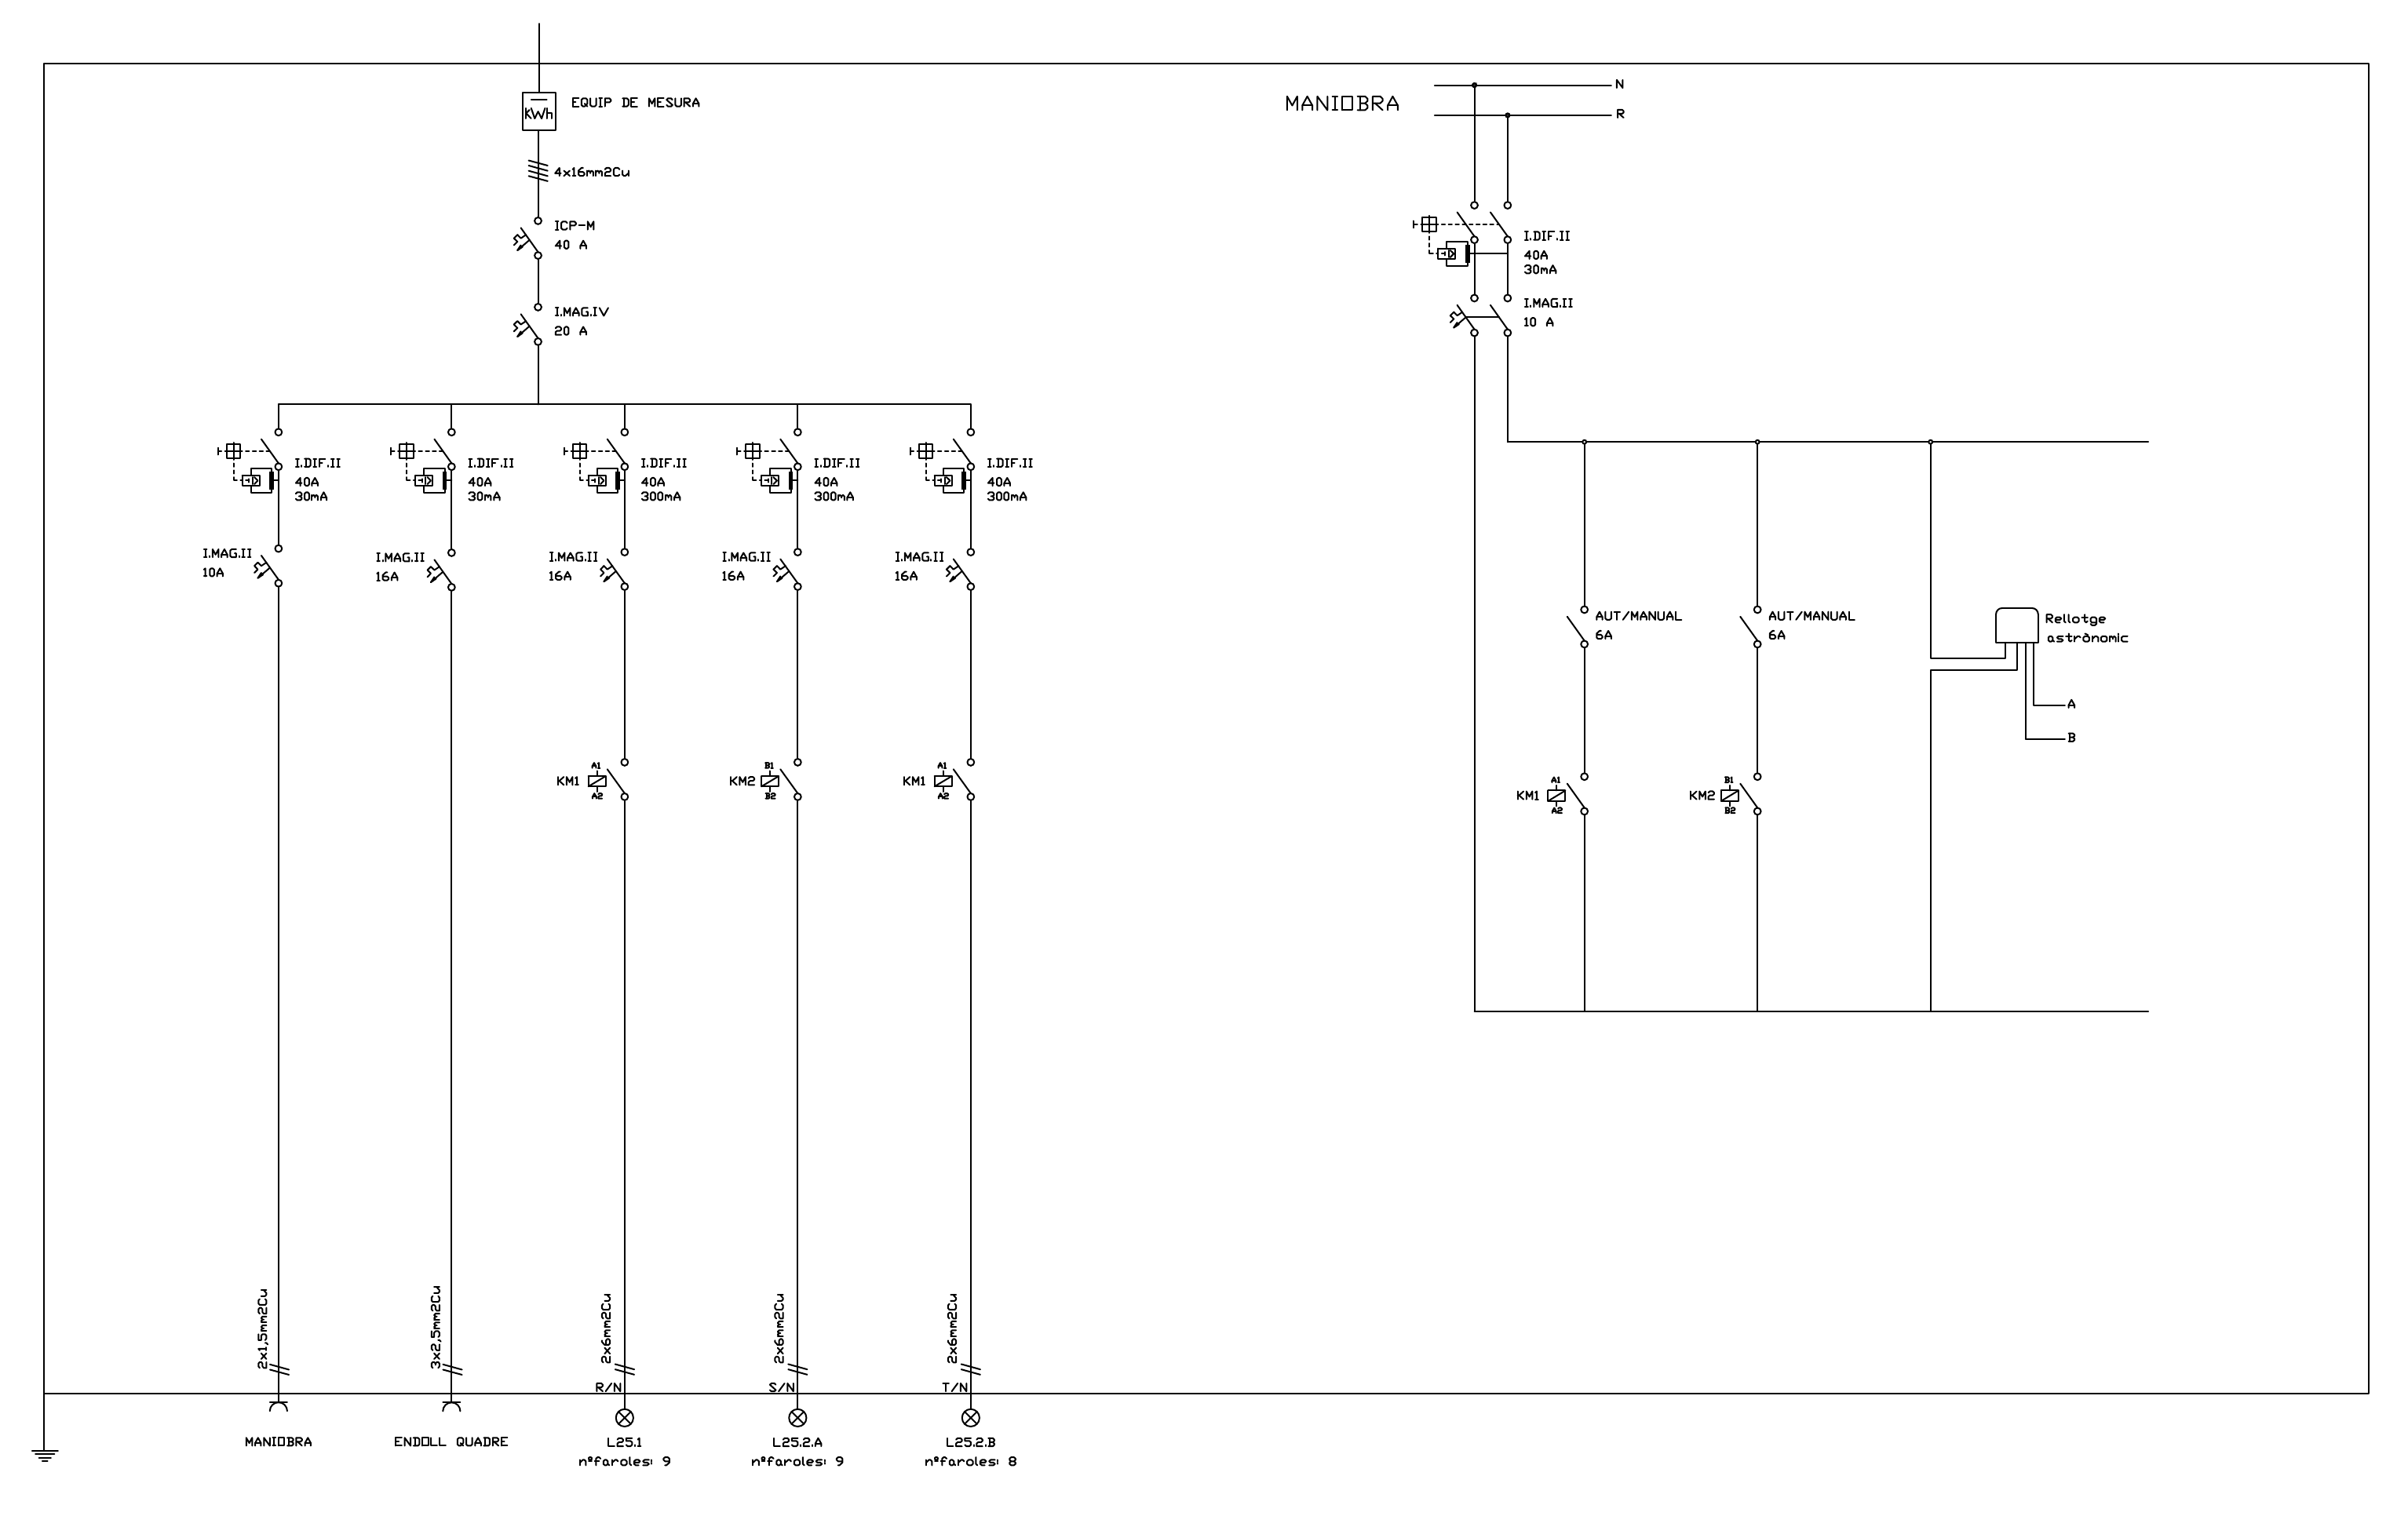 EQUIP DE MESURA
KWh
4x16mm2Cu
ICP-M
40 A
I.MAG.IV
20 A
I.DIF.II
40A
30mA
I.DIF.II
40A
30mA
I.DIF.II
40A
300mA
I.DIF.II
40A
300mA
I.DIF.II
40A
300mA
I.MAG.II
10A
I.MAG.II
16A
I.MAG.II
16A
I.MAG.II
16A
I.MAG.II
16A
KM1
A1
A2
KM2
B1
B2
KM1
A1
A2
2x1,5mm2Cu
3x2,5mm2Cu
2x6mm2Cu
2x6mm2Cu
2x6mm2Cu
R/N
S/N
T/N
MANIOBRA
ENDOLL QUADRE
L25.1
nºfaroles: 9
L25.2.A
nºfaroles: 9
L25.2.B
nºfaroles: 8
MANIOBRA
N
R
I.DIF.II
40A
30mA
I.MAG.II
10 A
AUT/MANUAL
6A
AUT/MANUAL
6A
Rellotge
astrònomic
A
B
KM1
A1
A2
KM2
B1
B2